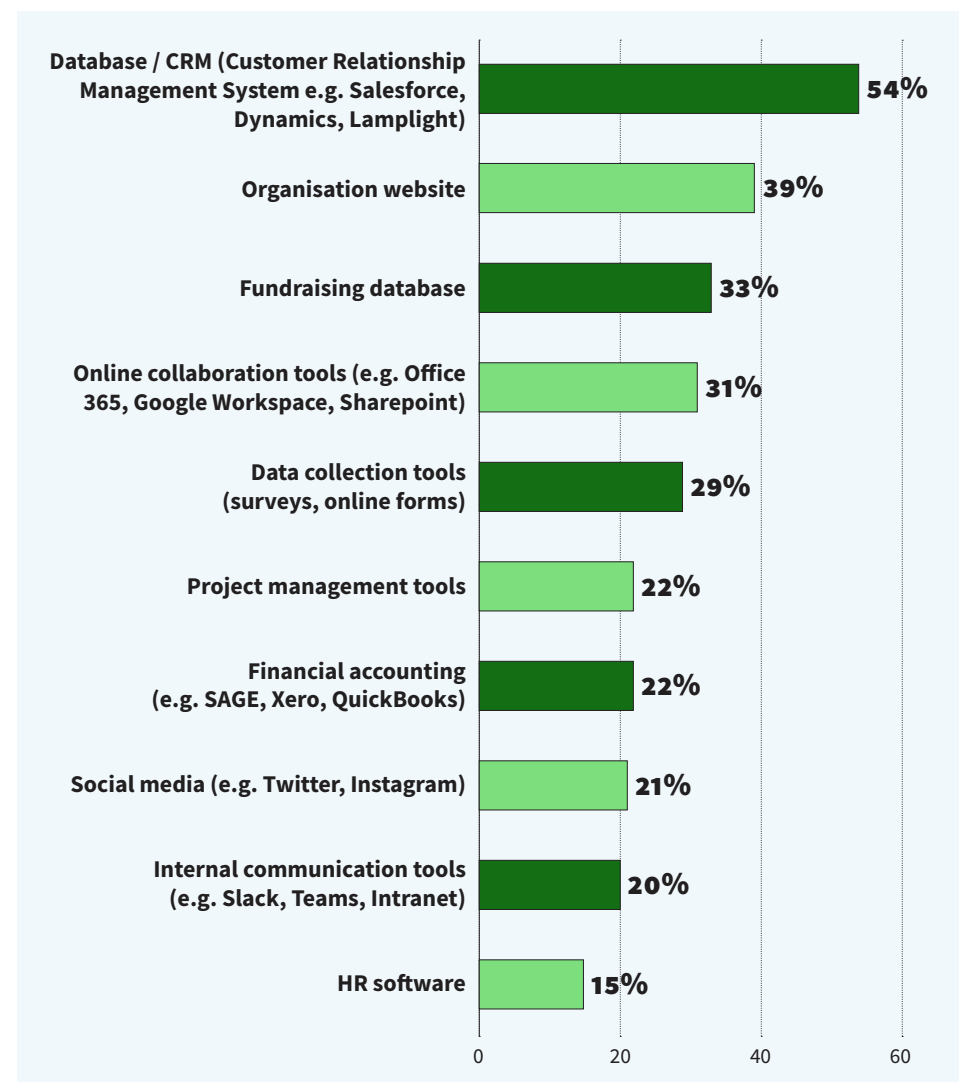 Database / CRM (Customer Relationship
Management System e.g. Salesforce,
Dynamics, Lamplight)
54%
Organisation website
39%
Fundraising database
33%
Online collaboration tools (e.g. Office
365, Google Workspace, Sharepoint)
31%
Data collection tools
(surveys, online forms)
29%
Project management tools
22%
Financial accounting
(e.g. SAGE, Xero, QuickBooks)
22%
Social media (e.g. Twitter, Instagram)
21%
Internal communication tools
(e.g. Slack, Teams, Intranet)
20%
HR software
15%
0 20 40 60